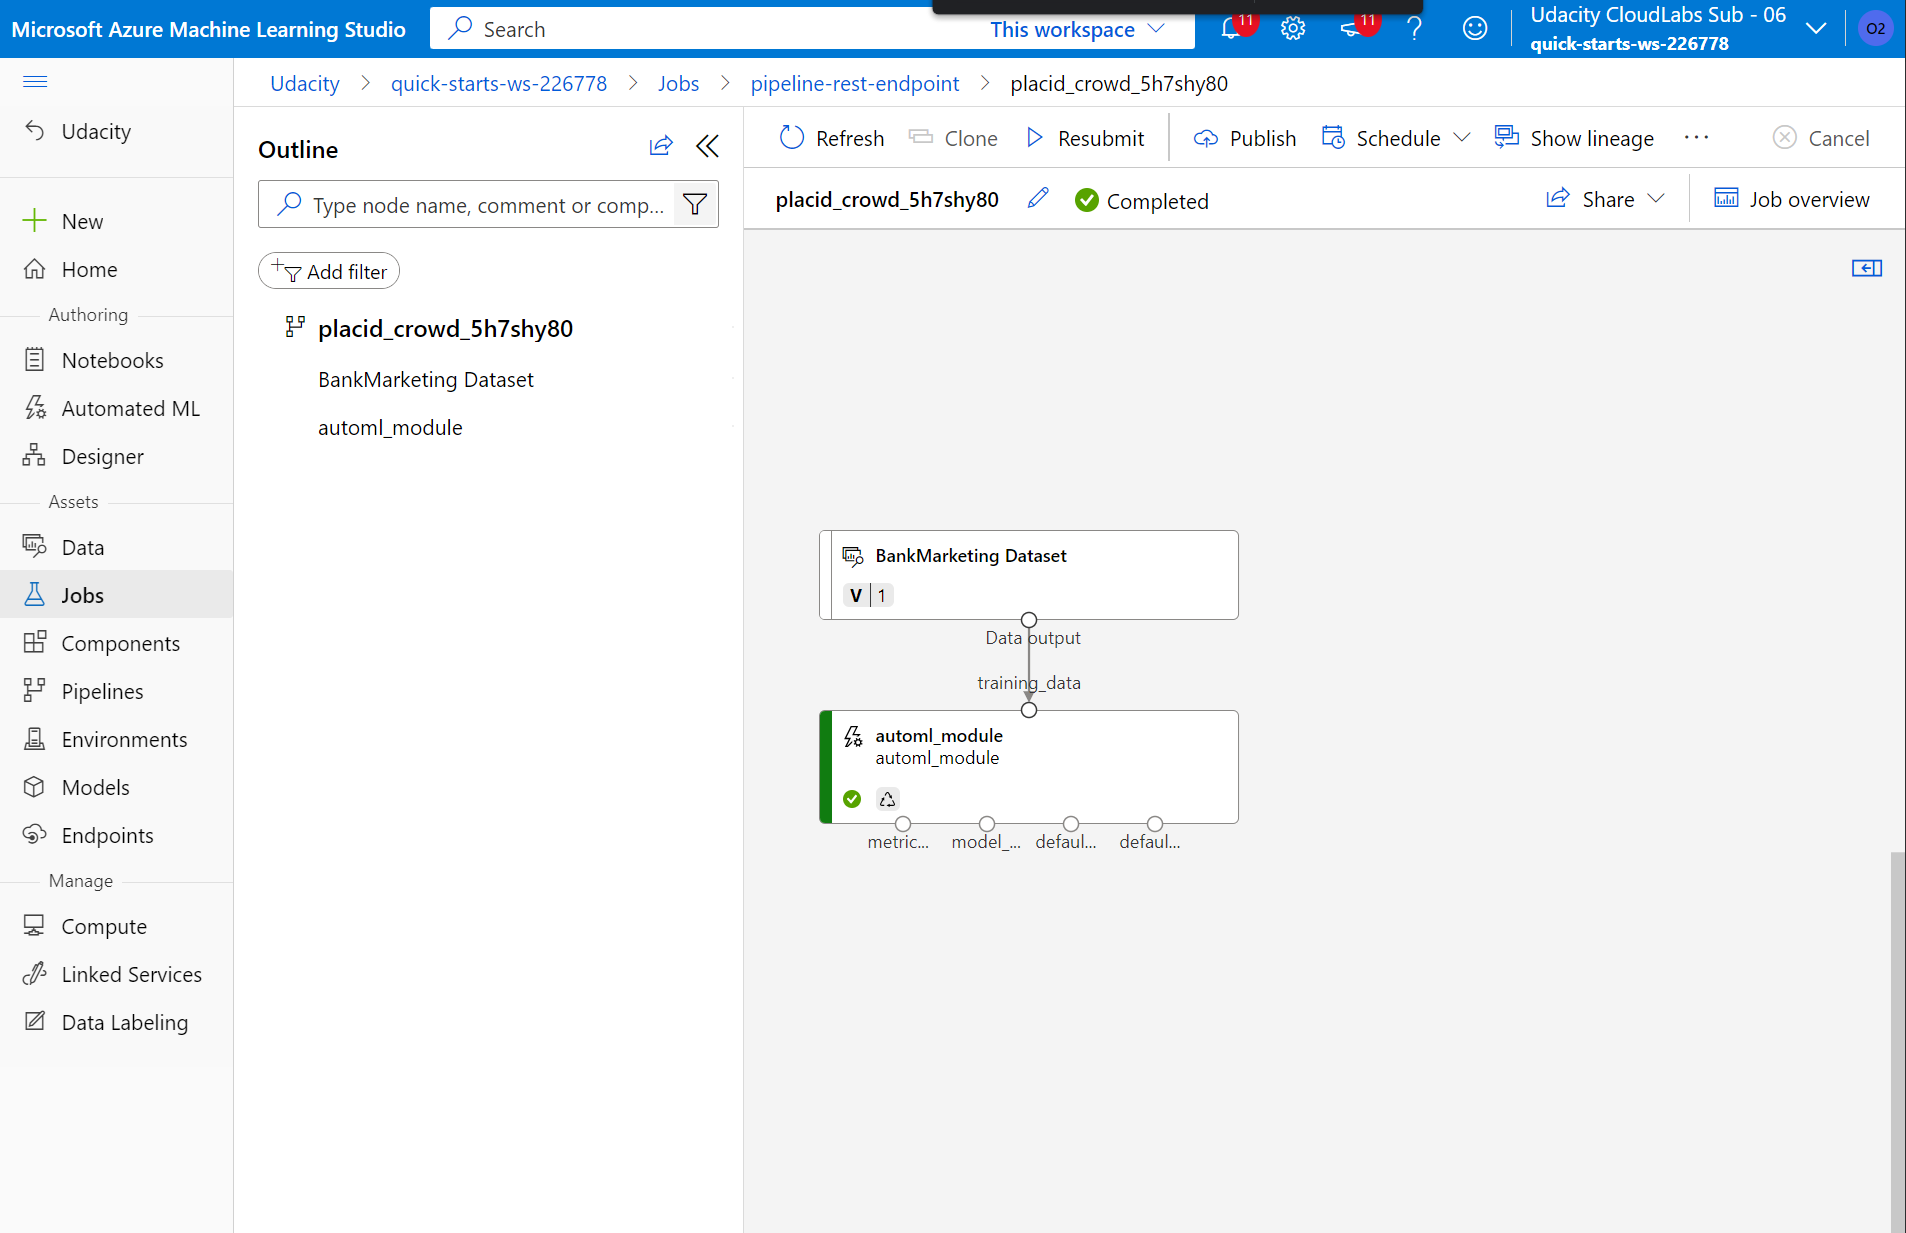 Microsoft Azure Machine Learning Studio
Search
This workspace
11
11
Udacity CloudLabs Sub - 06
quick-starts-ws-226778
O2
Udacity
quick-starts-ws-226778
Jobs
pipeline-rest-endpoint
placid_crowd_5h7shy80
Udacity
New
Home
Authoring
Notebooks
Automated ML
Designer
Assets
Data
Jobs
Components
Pipelines
Environments
Models
Endpoints
Manage
Compute
Linked Services
Data Labeling
Outline
Type node name, comment or comp...
Add filter
placid_crowd_5h7shy80
BankMarketing Dataset
automl_module
Refresh
Clone
Resubmit
Publish
Schedule
Show lineage
...
Cancel
placid_crowd_5h7shy80
Completed
Share
Job overview
BankMarketing Dataset
V 1
Data output
training_data
automl_module
automl_module
metric...
model_...
defaul...
defaul...